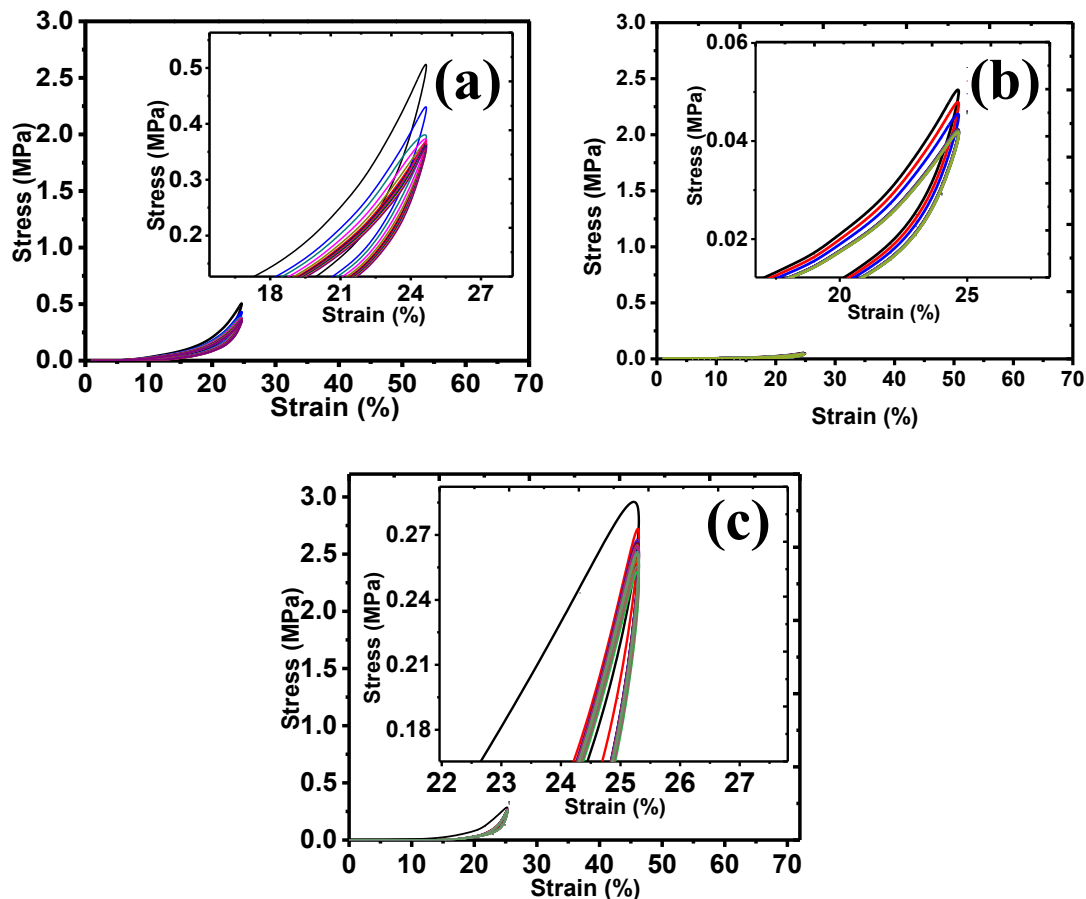 (a)
3.0
2.5
2.0
1.5
1.0
0.5
0.0
Stress (MPa)
0 10 20 30 40 50 60 70
Strain (%)
0.5
0.4
0.3
0.2
Stress (MPa)
18 21 24 27
Strain (%)
(b)
3.0
2.5
2.0
1.5
1.0
0.5
0.0
Stress (MPa)
0 10 20 30 40 50 60 70
Strain (%)
0.06
0.04
0.02
Stress (MPa)
20 25
Strain (%)
(c)
3.0
2.5
2.0
1.5
1.0
0.5
0.0
Stress (MPa)
0 10 20 30 40 50 60 70
Strain (%)
0.27
0.24
0.21
0.18
Stress (MPa)
22 23 24 25 26 27
Strain (%)